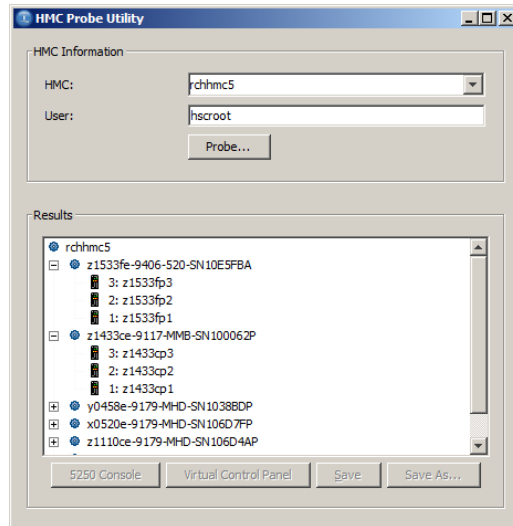 HMC Probe Utility
HMC Information
HMC: rchhmc5
User: hscroot
Probe...
Results
rchhmc5
z1533fe-9406-520-SN10E5FBA
3: z1533fp3
2: z1533fp2
1: z1533fp1
z1433ce-9117-MMB-SN100062P
3: z1433cp3
2: z1433cp2
1: z1433cp1
y0458e-9179-MHD-SN1038BDP
x0520e-9179-MHD-SN106D7FP
z1110ce-9179-MHD-SN106D4AP
5250 Console Virtual Control Panel Save Save As...